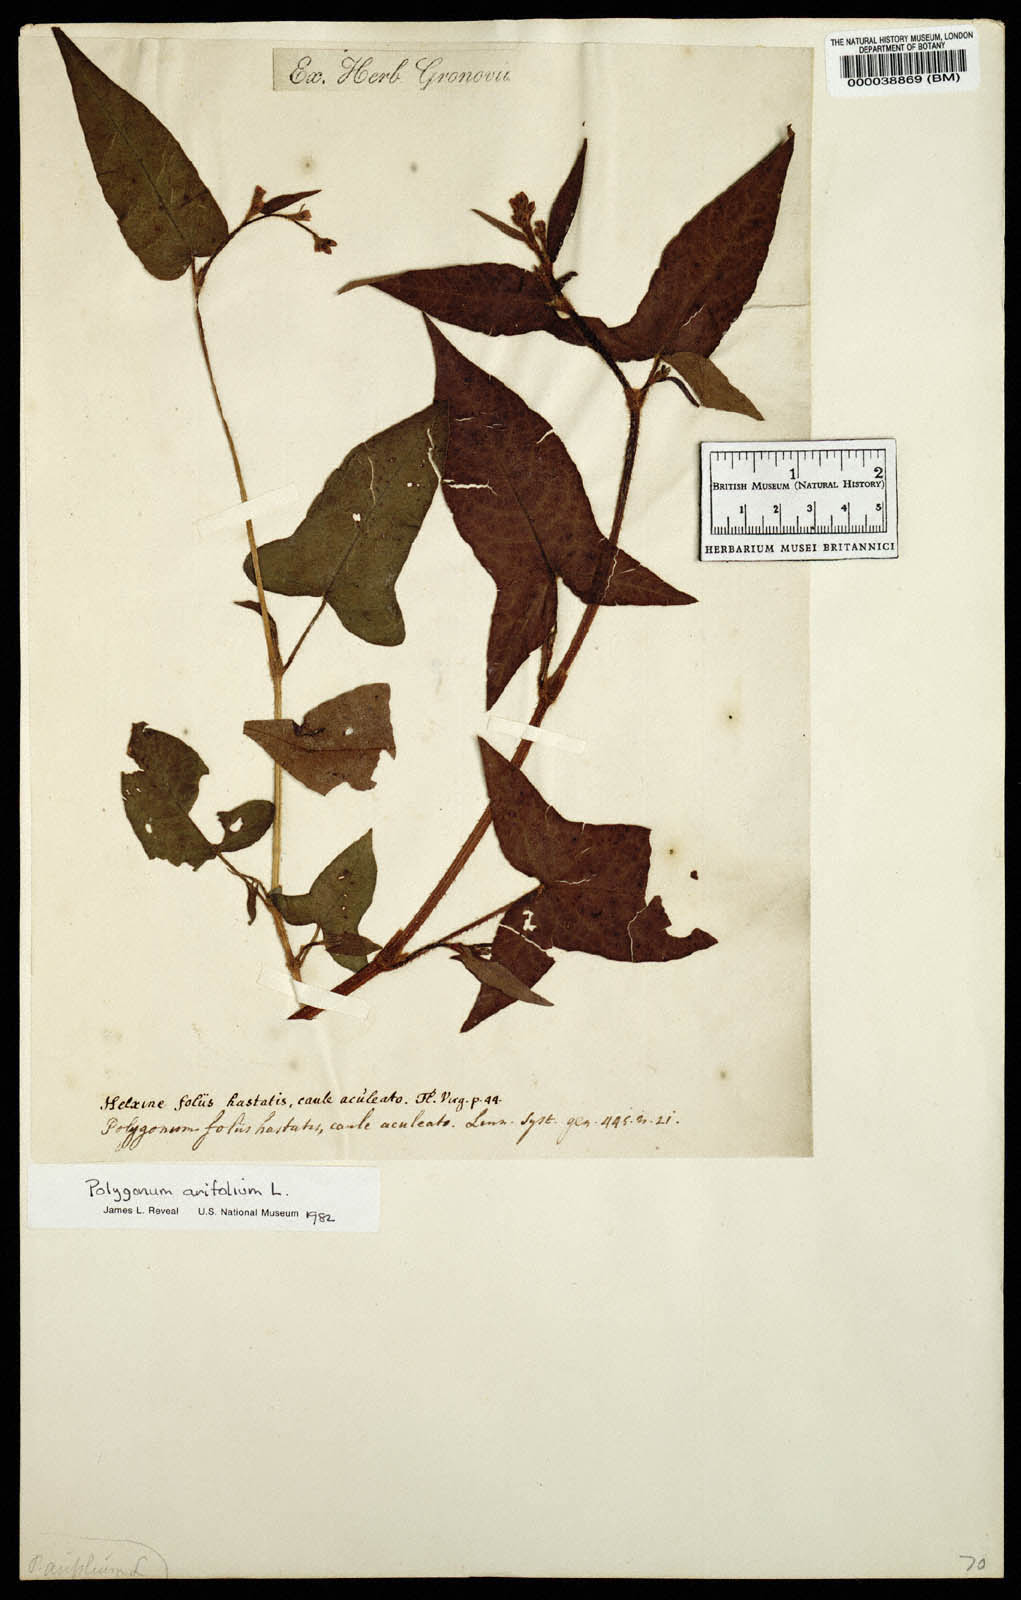 THE NATURAL HISTORY MUSEUM, LONDON
DEPARTMENT OF BOTANY
000038869 (BM)
Ex. Herb Gronovii
1 2
BRITISH MUSEUM (NATURAL HISTORY)
1 2 3 4 5
HERBARIUM MUSEI BRITANNICI
Helxine foliis hastatis, caule aculeato. Fl. Virg. p. 44.
Polygonum foliis hastatis, caule aculeato. Linn. Syst. gen. 445. n. 21.
Polygonum arifolium L.
James L. Reveal U.S. National Museum 1982
P. arifolium L
70